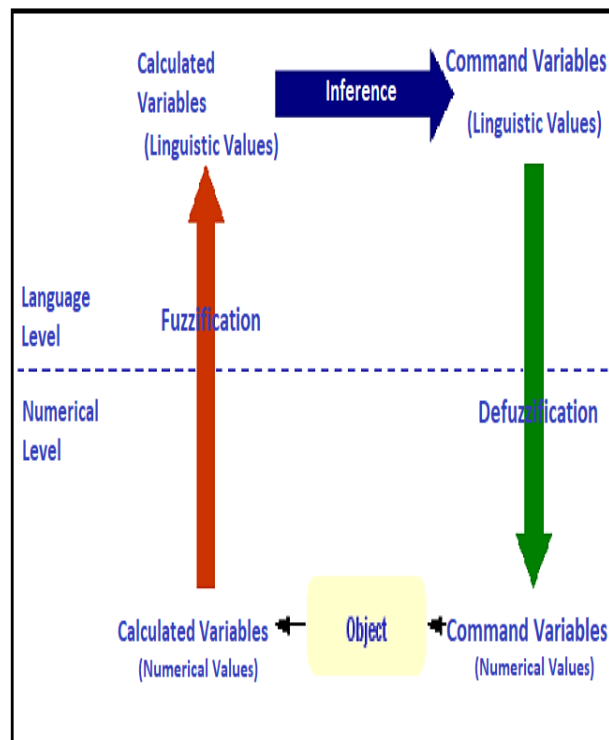 Calculated
Variables
(Linguistic Values)
Inference
Command Variables
(Linguistic Values)
Language
Level
Fuzzification
Numerical
Level
Defuzzification
Calculated Variables
(Numerical Values)
Object
Command Variables
(Numerical Values)